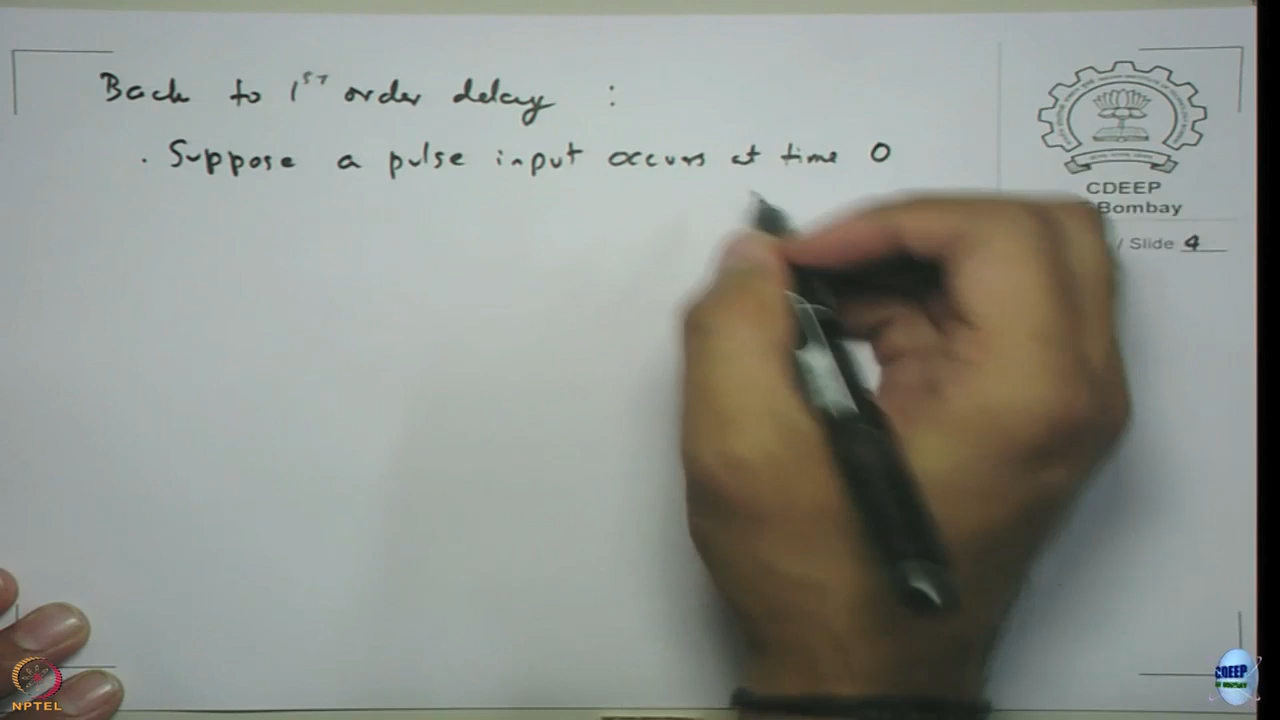 Back to 1st order delay :
. Suppose a pulse input occurs at time 0
CDEEP
Bombay
/ Slide 4
NPTEL
CDEEP